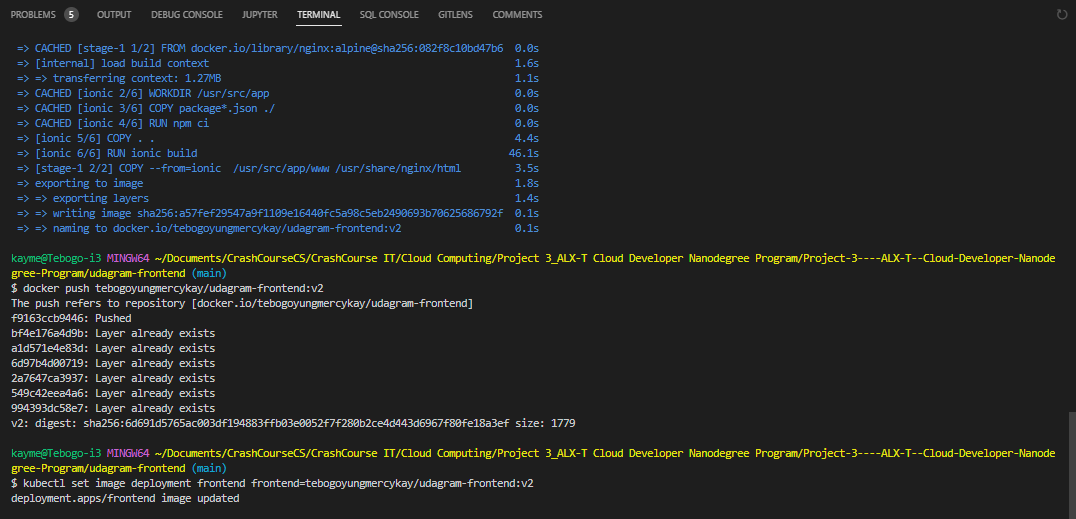 PROBLEMS 5 OUTPUT DEBUG CONSOLE JUPYTER TERMINAL SQL CONSOLE GITLENS COMMENTS
=> CACHED [stage-1 1/2] FROM docker.io/library/nginx:alpine@sha256:082f8c10bd47b6 0.0s
=> [internal] load build context 1.6s
=> => transferring context: 1.27MB 1.1s
=> CACHED [ionic 2/6] WORKDIR /usr/src/app 0.0s
=> CACHED [ionic 3/6] COPY package*.json ./ 0.0s
=> CACHED [ionic 4/6] RUN npm ci 0.0s
=> [ionic 5/6] COPY . . 4.4s
=> [ionic 6/6] RUN ionic build 46.1s
=> [stage-1 2/2] COPY --from=ionic  /usr/src/app/www /usr/share/nginx/html 3.5s
=> exporting to image 1.8s
=> => exporting layers 1.4s
=> => writing image sha256:a57fef29547a9f1109e16440fc5a98c5eb2490693b70625686792f 0.1s
=> => naming to docker.io/tebogoyungmercykay/udagram-frontend:v2 0.1s
kayme@Tebogo-i3 MINGW64 ~/Documents/CrashCourseCS/CrashCourse IT/Cloud Computing/Project 3_ALX-T Cloud Developer Nanodegree Program/Project-3----ALX-T--Cloud-Developer-Nanode
gree-Program/udagram-frontend (main)
$ docker push tebogoyungmercykay/udagram-frontend:v2
The push refers to repository [docker.io/tebogoyungmercykay/udagram-frontend]
f9163ccb9446: Pushed
bf4e176a4d9b: Layer already exists
a1d571e4e83d: Layer already exists
6d97b4d00719: Layer already exists
2a7647ca3937: Layer already exists
549c42eea4a6: Layer already exists
994393dc58e7: Layer already exists
v2: digest: sha256:6d691d5765ac003df194883ffb03e0052f7f280b2ce4d443d6967f80fe18a3ef size: 1779
kayme@Tebogo-i3 MINGW64 ~/Documents/CrashCourseCS/CrashCourse IT/Cloud Computing/Project 3_ALX-T Cloud Developer Nanodegree Program/Project-3----ALX-T--Cloud-Developer-Nanode
gree-Program/udagram-frontend (main)
$ kubectl set image deployment frontend frontend=tebogoyungmercykay/udagram-frontend:v2
deployment.apps/frontend image updated